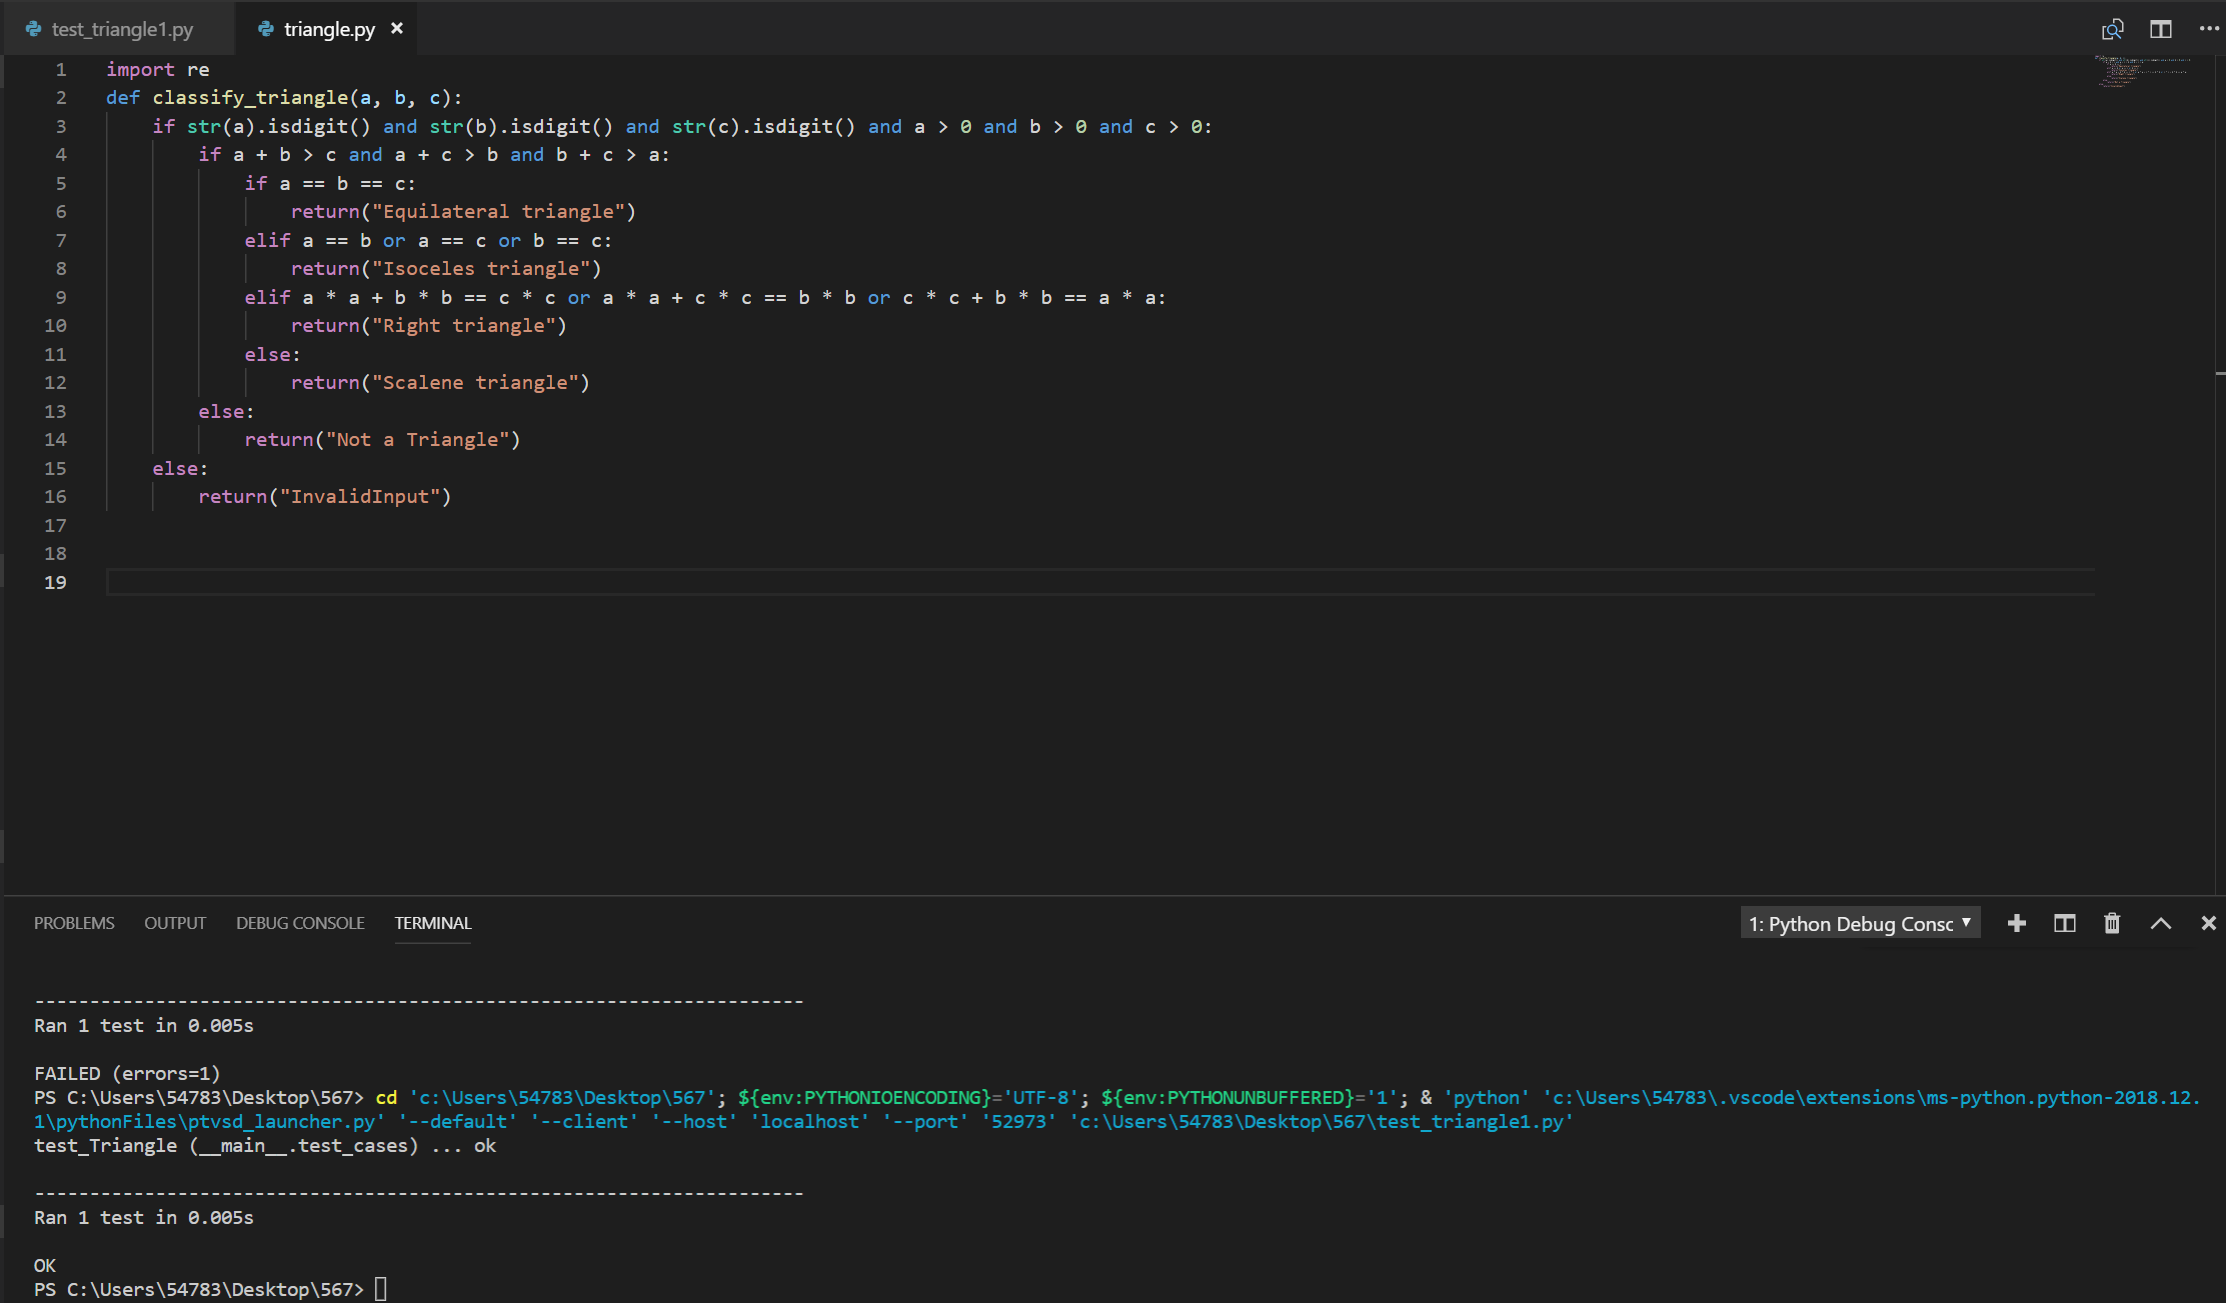 test_triangle1.py
triangle.py
1 import re
2 def classify_triangle(a, b, c):
3 if str(a).isdigit() and str(b).isdigit() and str(c).isdigit() and a > 0 and b > 0 and c > 0:
4 if a + b > c and a + c > b and b + c > a:
5 if a == b == c:
6 return("Equilateral triangle")
7 elif a == b or a == c or b == c:
8 return("Isoceles triangle")
9 elif a * a + b * b == c * c or a * a + c * c == b * b or c * c + b * b == a * a:
10 return("Right triangle")
11 else:
12 return("Scalene triangle")
13 else:
14 return("Not a Triangle")
15 else:
16 return("InvalidInput")
17
18
19
PROBLEMS OUTPUT DEBUG CONSOLE TERMINAL
1: Python Debug Consc
----------------------------------------------------------------------
Ran 1 test in 0.005s
FAILED (errors=1)
PS C:\Users\54783\Desktop\567> cd 'c:\Users\54783\Desktop\567'; ${env:PYTHONIOENCODING}='UTF-8'; ${env:PYTHONUNBUFFERED}='1'; & 'python' 'c:\Users\54783\.vscode\extensions\ms-python.python-2018.12.
1\pythonFiles\ptvsd_launcher.py' '--default' '--client' '--host' 'localhost' '--port' '52973' 'c:\Users\54783\Desktop\567\test_triangle1.py'
test_Triangle (__main__.test_cases) ... ok
----------------------------------------------------------------------
Ran 1 test in 0.005s
OK
PS C:\Users\54783\Desktop\567>